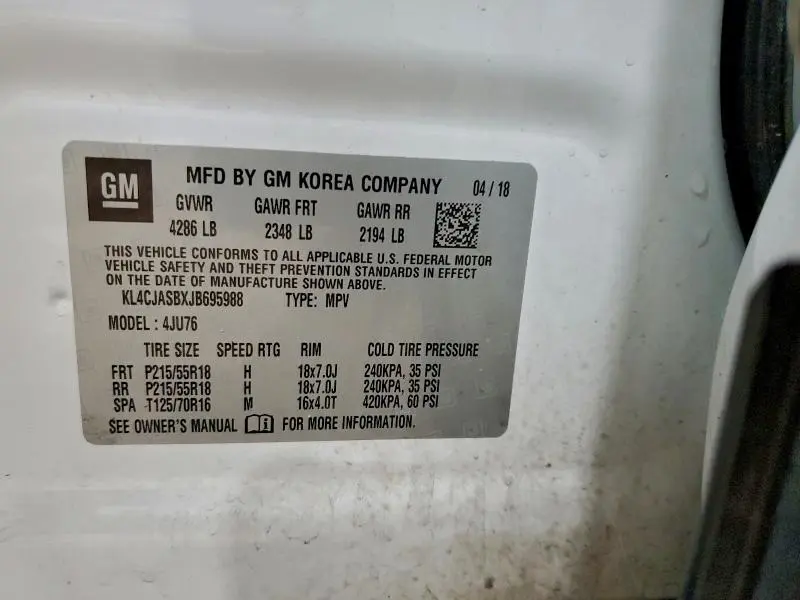 GM MFD BY GM KOREA COMPANY 04 / 18
GVWR GAWR FRT GAWR RR
4286 LB 2348 LB 2194 LB
THIS VEHICLE CONFORMS TO ALL APPLICABLE U.S. FEDERAL MOTOR
VEHICLE SAFETY AND THEFT PREVENTION STANDARDS IN EFFECT
ON THE DATE OF MANUFACTURE SHOWN ABOVE.
KL4CJASBXJB695988 TYPE: MPV
MODEL : 4JU76
TIRE SIZE SPEED RTG RIM COLD TIRE PRESSURE
FRT P215/55R18 H 18x7.0J 240KPA, 35 PSI
RR P215/55R18 H 18x7.0J 240KPA, 35 PSI
SPA T125/70R16 M 16x4.0T 420KPA, 60 PSI
SEE OWNER'S MANUAL FOR MORE INFORMATION.